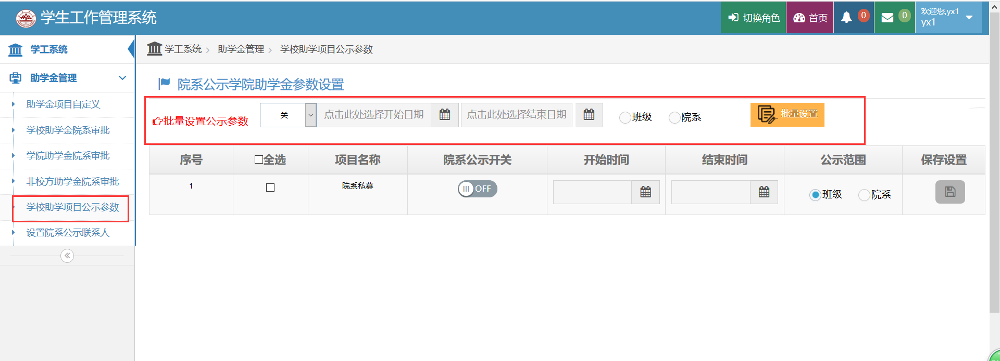 学生工作管理系统
切换角色
首页
0
0
欢迎您,yx1
yx1
学工系统
助学金管理
助学金项目自定义
学校助学金院系审批
学院助学金院系审批
非校方助学金院系审批
学校助学项目公示参数
设置院系公示联系人
学工系统 > 助学金管理 > 学校助学项目公示参数
院系公示学院助学金参数设置
批量设置公示参数 关 点击此处选择开始日期 点击此处选择结束日期 班级 院系 批量设置
序号 全选 项目名称 院系公示开关 开始时间 结束时间 公示范围 保存设置
1 院系私募 OFF 班级 院系